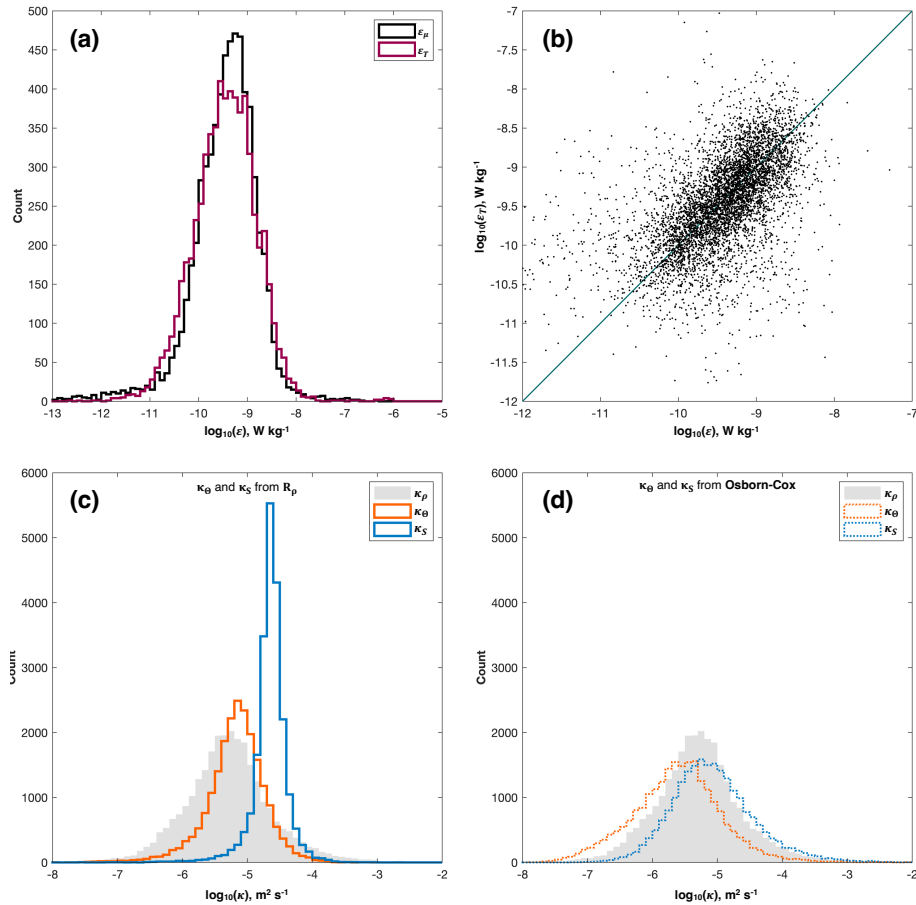 (a)
ε_μ
ε_T
500
450
400
350
300
250
200
150
100
50
0
Count
-13 -12 -11 -10 -9 -8 -7 -6 -5
log₁₀(ε), W kg⁻¹
(b)
-7
-7.5
-8
-8.5
-9
-9.5
-10
-10.5
-11
-11.5
-12
log₁₀(ε_T), W kg⁻¹
-12 -11 -10 -9 -8 -7
log₁₀(ε), W kg⁻¹
(c)
κ_Θ and κ_S from R_ρ
κ_ρ
κ_Θ
κ_S
6000
5000
4000
3000
2000
1000
0
Count
-8 -7 -6 -5 -4 -3 -2
log₁₀(κ), m² s⁻¹
(d)
κ_Θ and κ_S from Osborn-Cox
κ_ρ
κ_Θ
κ_S
6000
5000
4000
3000
2000
1000
0
Count
-8 -7 -6 -5 -4 -3 -2
log₁₀(κ), m² s⁻¹